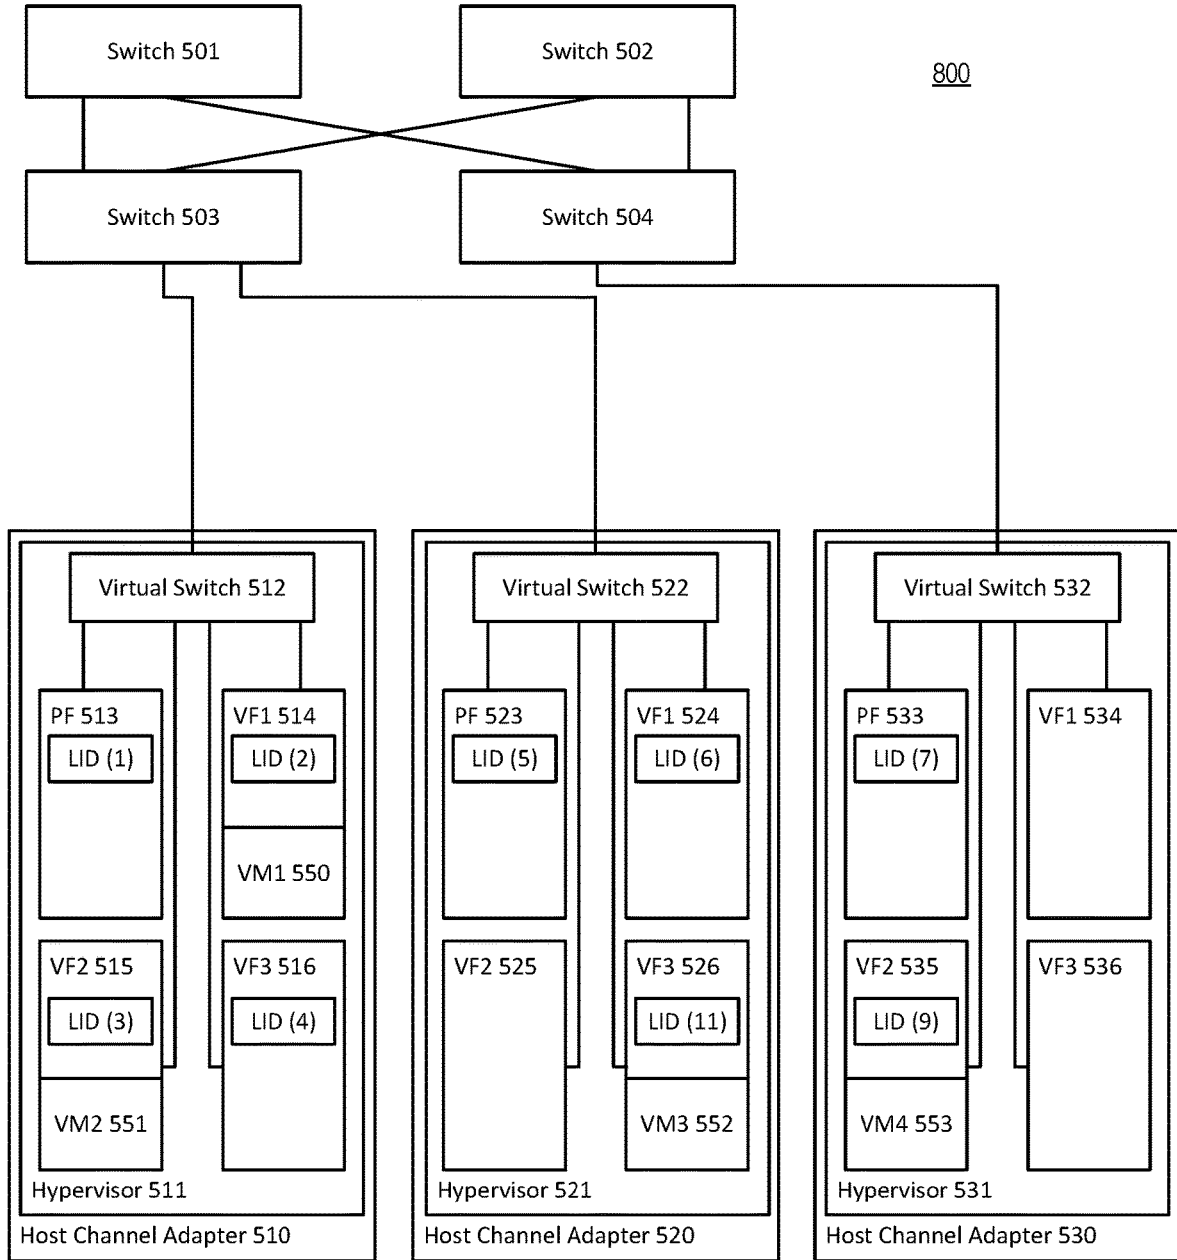 Switch 501
Switch 502
800
Switch 503
Switch 504
Virtual Switch 512
Virtual Switch 522
Virtual Switch 532
PF 513
LID (1)
VF1 514
LID (2)
VM1 550
VF2 515
LID (3)
VM2 551
VF3 516
LID (4)
Hypervisor 511
Host Channel Adapter 510
PF 523
LID (5)
VF1 524
LID (6)
VF2 525
VF3 526
LID (11)
VM3 552
Hypervisor 521
Host Channel Adapter 520
PF 533
LID (7)
VF1 534
VF2 535
LID (9)
VM4 553
VF3 536
Hypervisor 531
Host Channel Adapter 530